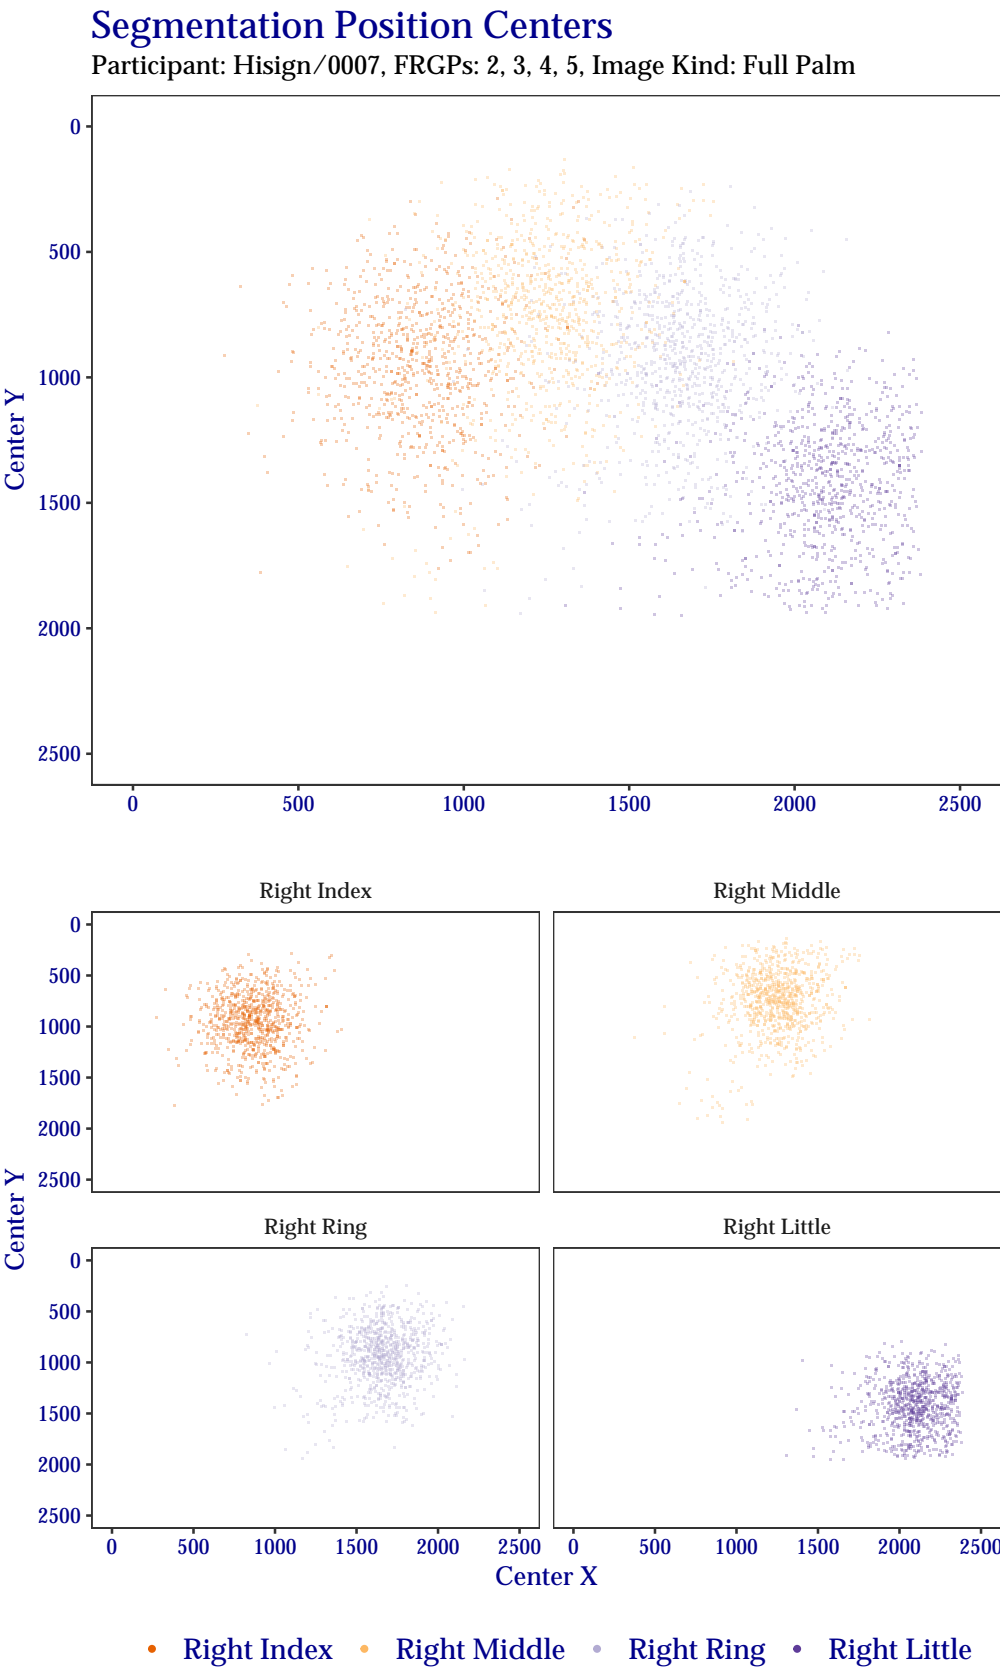 Segmentation Position Centers
Participant: Hisign/0007, FRGPs: 2, 3, 4, 5, Image Kind: Full Palm
Center Y
0
500
1000
1500
2000
2500
0 500 1000 1500 2000 2500
Right Index Right Middle
Center Y
0
500
1000
1500
2000
2500
Right Ring Right Little
0
500
1000
1500
2000
2500
0 500 1000 1500 2000 2500 0 500 1000 1500 2000 2500
Center X
Right Index Right Middle Right Ring Right Little